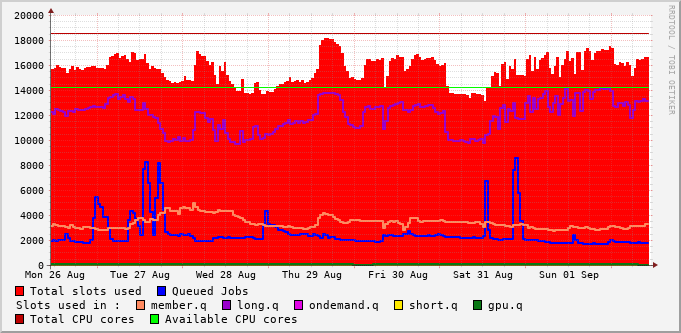 RRDTOOL / TOBI OETIKER
20000
18000
16000
14000
12000
10000
8000
6000
4000
2000
0
Mon 26 Aug Tue 27 Aug Wed 28 Aug Thu 29 Aug Fri 30 Aug Sat 31 Aug Sun 01 Sep
Total slots used Queued Jobs
Slots used in : member.q long.q ondemand.q short.q gpu.q
Total CPU cores Available CPU cores